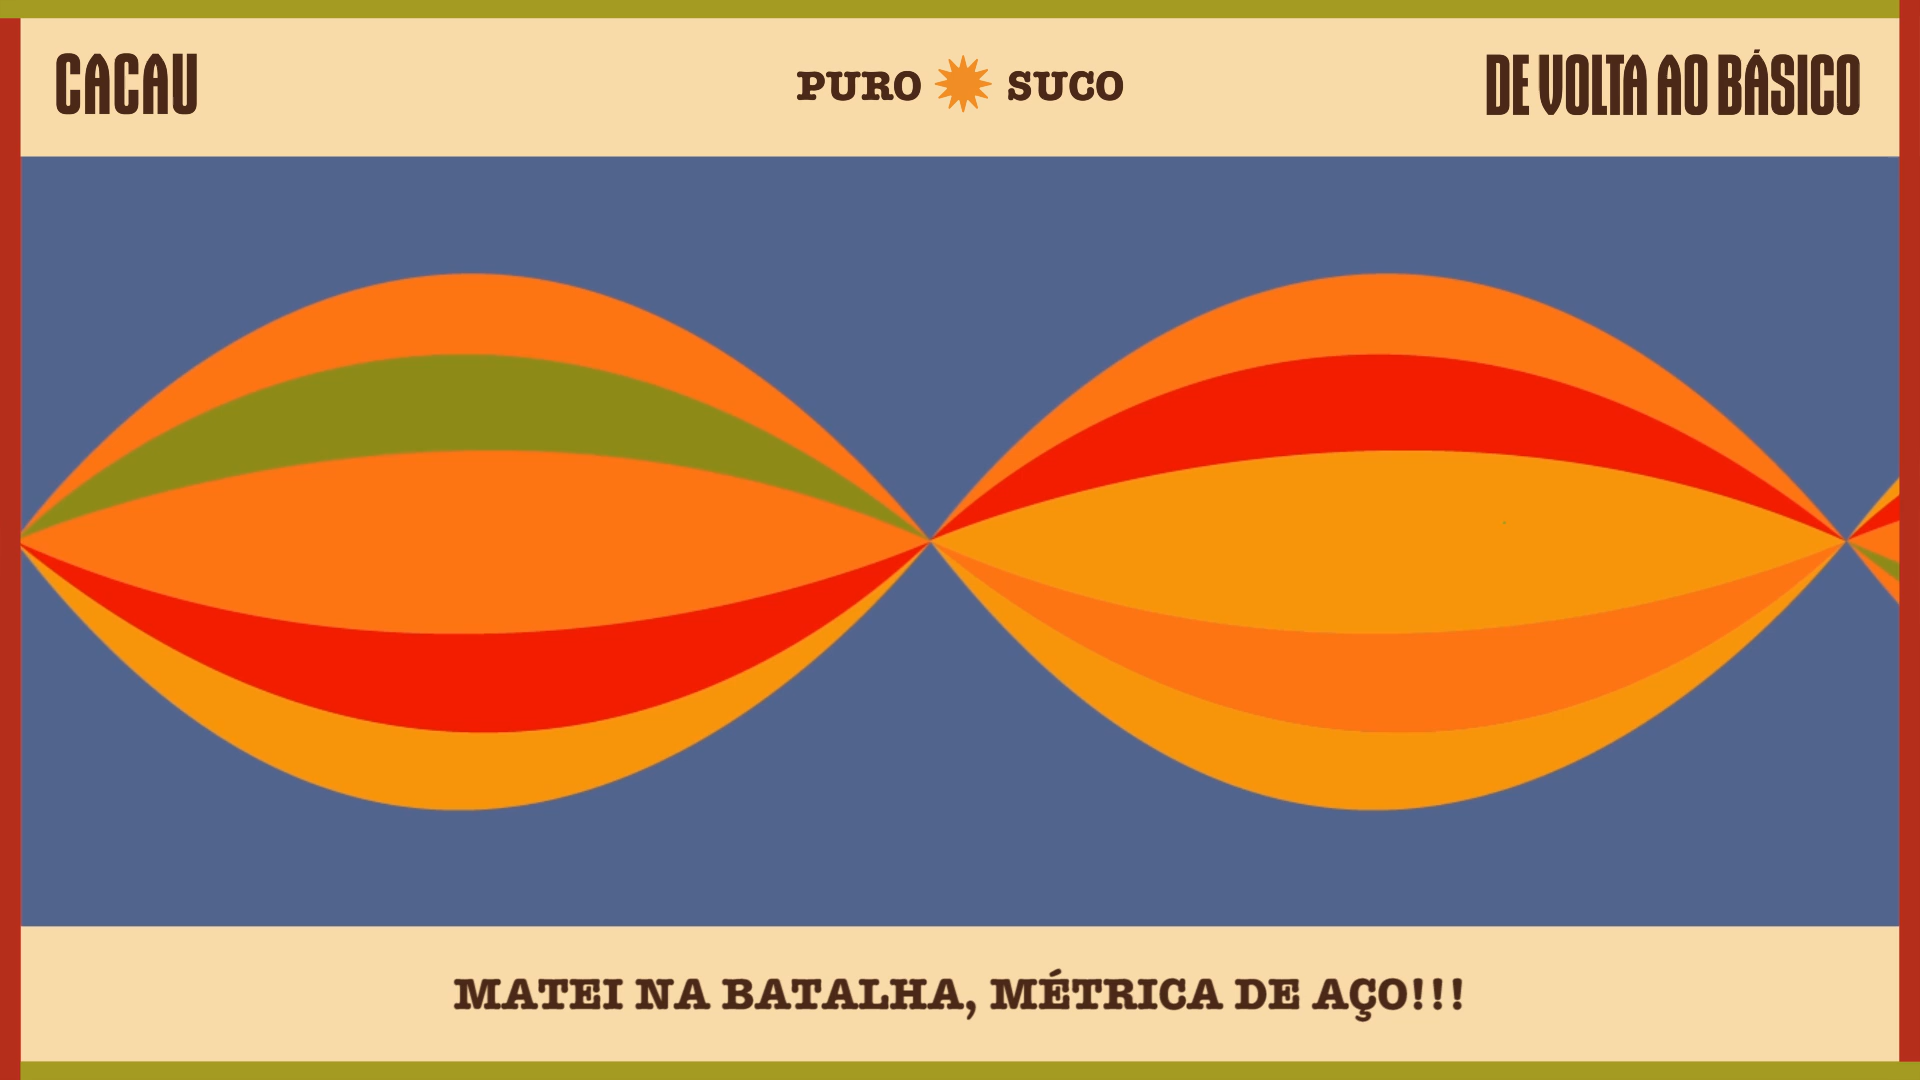 CACAU
PURO SUCO
DE VOLTA AO BÁSICO
MATEI NA BATALHA, MÉTRICA DE AÇO!!!